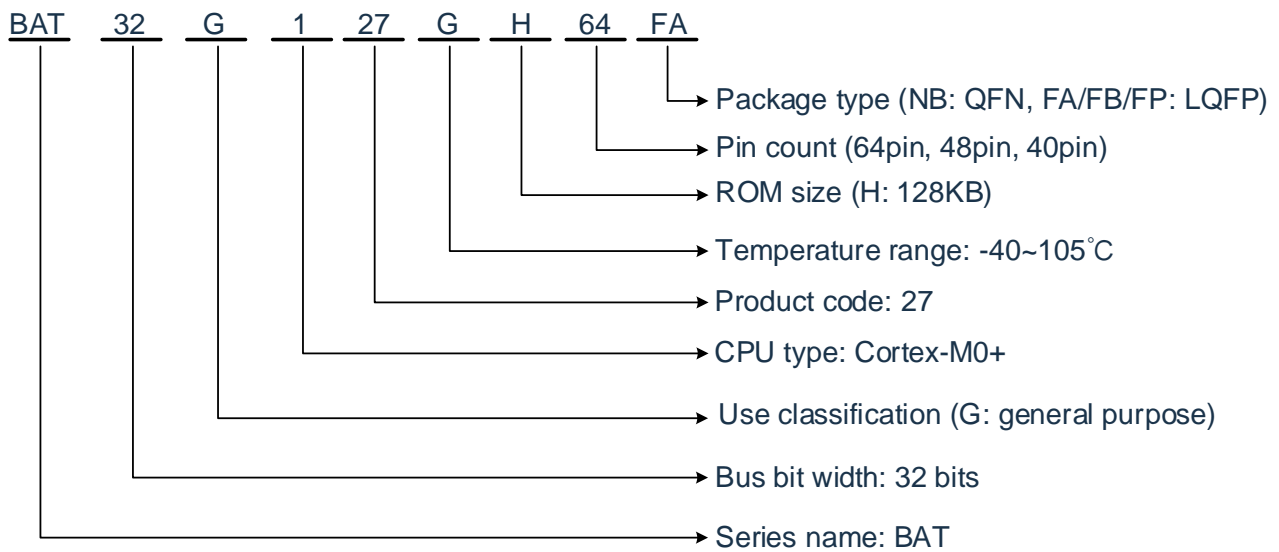 BAT 32 G 1 27 G H 64 FA
Package type (NB: QFN, FA/FB/FP: LQFP)
Pin count (64pin, 48pin, 40pin)
ROM size (H: 128KB)
Temperature range: -40~105°C
Product code: 27
CPU type: Cortex-M0+
Use classification (G: general purpose)
Bus bit width: 32 bits
Series name: BAT